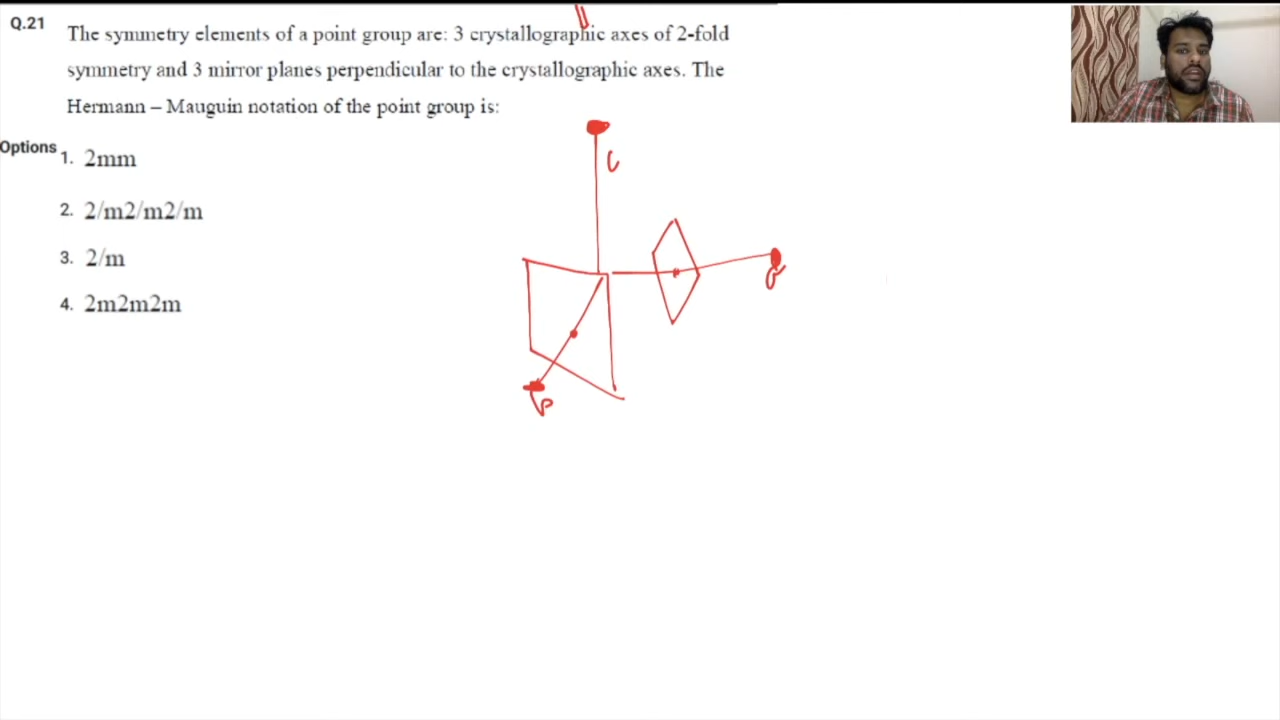 Q.21
The symmetry elements of a point group are: 3 crystallographic axes of 2-fold
symmetry and 3 mirror planes perpendicular to the crystallographic axes. The
Hermann – Mauguin notation of the point group is:
Options
1. 2mm
2. 2/m2/m2/m
3. 2/m
4. 2m2m2m